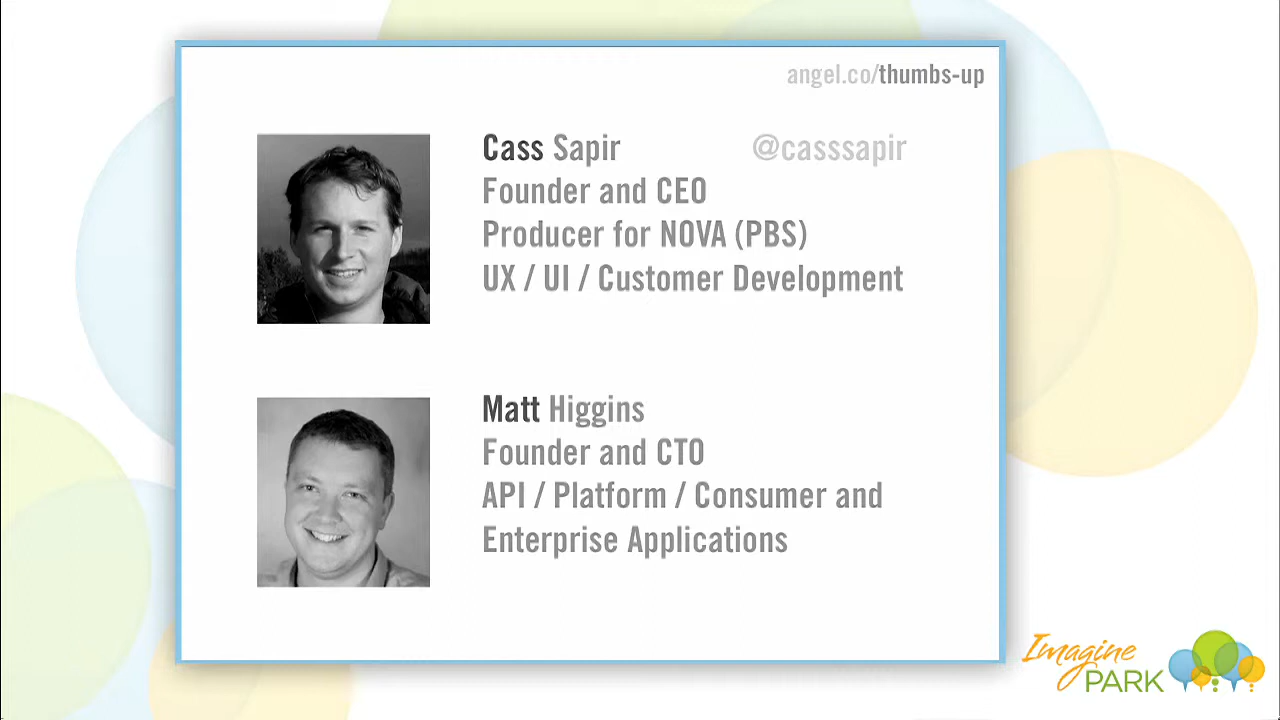 angel.co/thumbs-up
Cass Sapir @casssapir
Founder and CEO
Producer for NOVA (PBS)
UX / UI / Customer Development
Matt Higgins
Founder and CTO
API / Platform / Consumer and
Enterprise Applications
Imagine
PARK